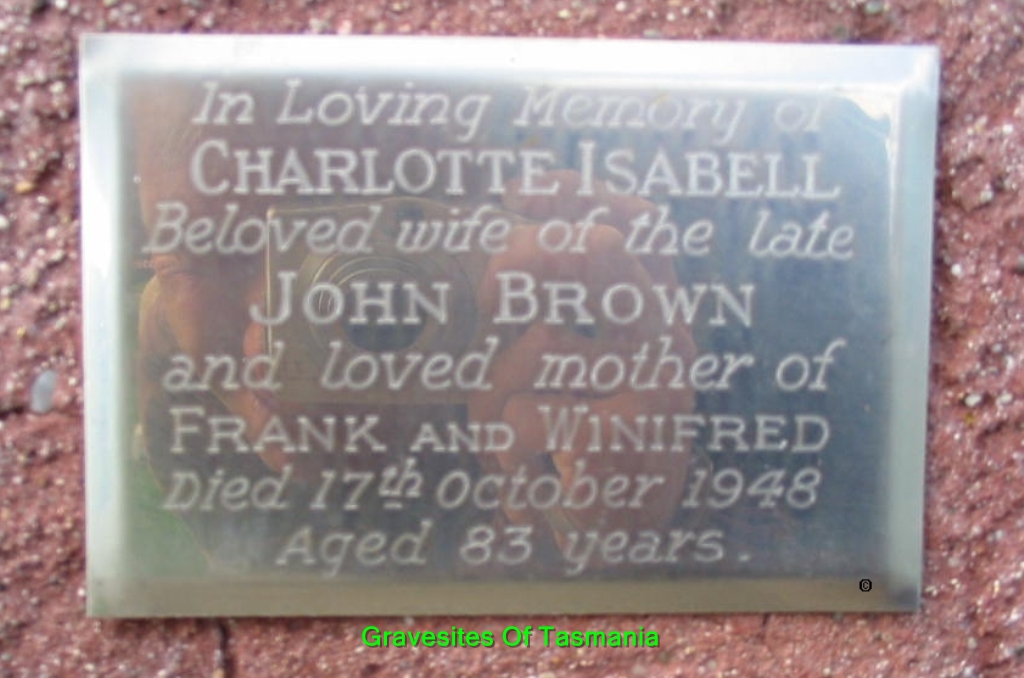 In Loving Memory of
CHARLOTTE ISABELL
Beloved wife of the late
JOHN BROWN
and loved mother of
FRANK AND WINIFRED
Died 17th October 1948
Aged 83 years.
©
Gravesites Of Tasmania